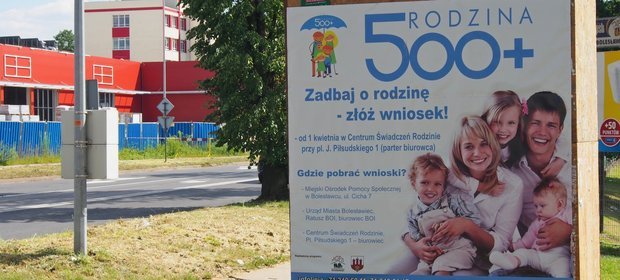 500+
RODZINA
500+
Zadbaj o rodzinę
- złóż wniosek!
- od 1 kwietnia w Centrum Świadczeń Rodzinie
przy pl. J. Piłsudskiego 1 (parter biurowca)
Gdzie pobrać wnioski?
- Miejski Ośrodek Pomocy Społecznej
w Bolesławcu, ul. Cicha 7
- Urząd Miasta Bolesławiec,
Ratusz BOI, biurowiec BOI
- Centrum Świadczeń Rodzinie
Pl. Piłsudskiego 1 – biurowiec
+50
PUNKTÓW